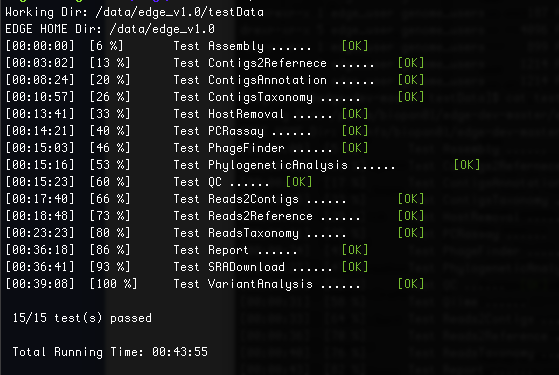 Working Dir: /data/edge_v1.0/testData
EDGE HOME Dir: /data/edge_v1.0
[00:00:00] [6 %] Test Assembly ...... [OK]
[00:03:02] [13 %] Test Contigs2Refernece ...... [OK]
[00:08:24] [20 %] Test ContigsAnnotation ...... [OK]
[00:10:57] [26 %] Test ContigsTaxonomy ...... [OK]
[00:13:41] [33 %] Test HostRemoval ...... [OK]
[00:14:21] [40 %] Test PCRassay ...... [OK]
[00:15:03] [46 %] Test PhageFinder ...... [OK]
[00:15:16] [53 %] Test PhylogeneticAnalysis ...... [OK]
[00:15:23] [60 %] Test QC ...... [OK]
[00:17:40] [66 %] Test Reads2Contigs ...... [OK]
[00:18:48] [73 %] Test Reads2Reference ...... [OK]
[00:23:23] [80 %] Test ReadsTaxonomy ...... [OK]
[00:36:18] [86 %] Test Report ...... [OK]
[00:36:41] [93 %] Test SRADownload ...... [OK]
[00:39:08] [100 %] Test VariantAnalysis ...... [OK]
15/15 test(s) passed
Total Running Time: 00:43:55